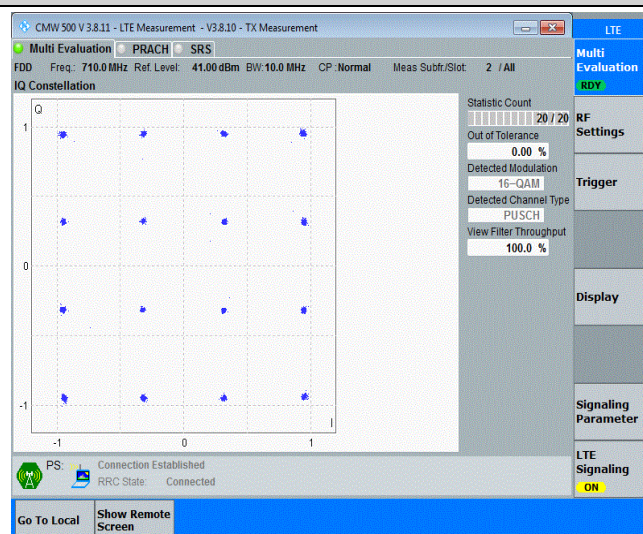 CMW 500 V 3.8.11 - LTE Measurement - V3.8.10 - TX Measurement
Multi Evaluation PRACH SRS
FDD Freq.: 710.0 MHz Ref. Level: 41.00 dBm BW: 10.0 MHz CP : Normal Meas Subfr./Slot: 2 / All
IQ Constellation
Q
1
0
-1
I
-1 0 1
Statistic Count
20 / 20
Out of Tolerance
0.00 %
Detected Modulation
16-QAM
Detected Channel Type
PUSCH
View Filter Throughput
100.0 %
PS: Connection Established
RRC State: Connected
LTE
Multi
Evaluation
RDY
RF
Settings
Trigger
Display
Signaling
Parameter
LTE
Signaling
ON
Go To Local
Show Remote
Screen